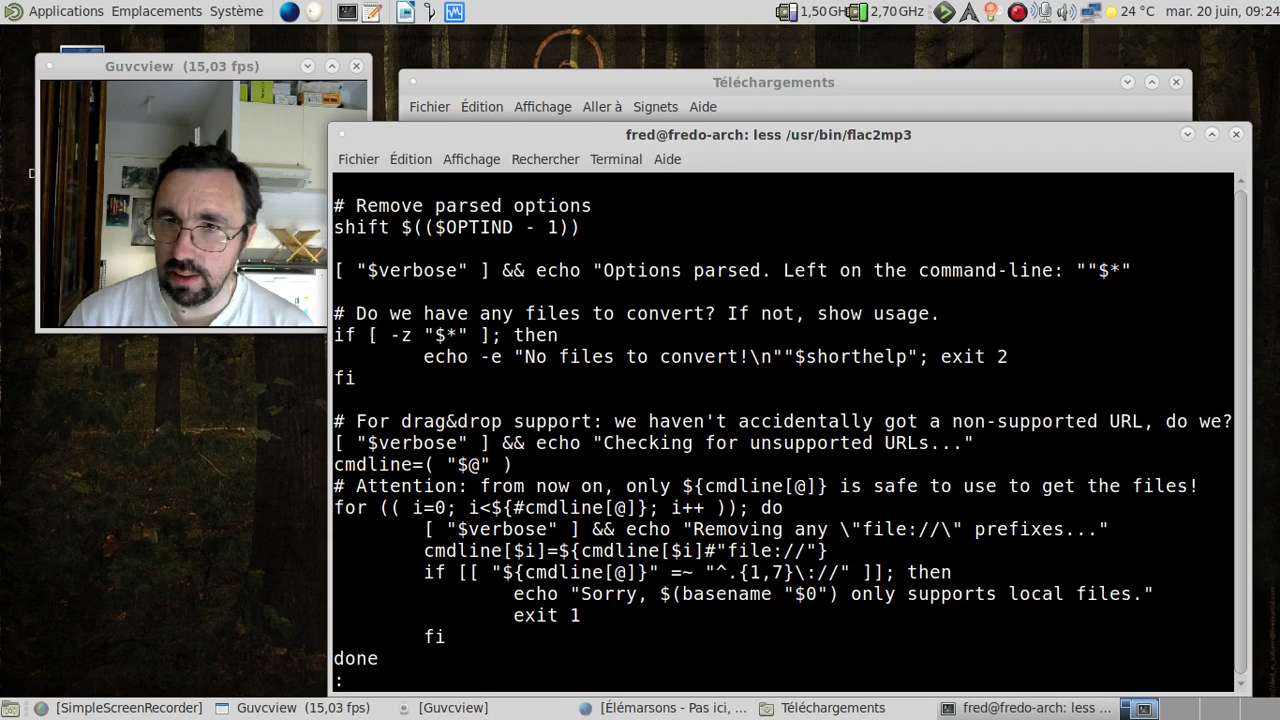 Applications Emplacements Système 1,50 GH 2,70 GHz 24 °C mar. 20 juin, 09:24
Guvcview (15,03 fps)
Téléchargements
Fichier Édition Affichage Aller à Signets Aide
fred@fredo-arch: less /usr/bin/flac2mp3
Fichier Édition Affichage Rechercher Terminal Aide
# Remove parsed options
shift $(($OPTIND - 1))
[ "$verbose" ] && echo "Options parsed. Left on the command-line: ""$*"
# Do we have any files to convert? If not, show usage.
if [ -z "$*" ]; then
echo -e "No files to convert!\n""$shorthelp"; exit 2
fi
# For drag&drop support: we haven't accidentally got a non-supported URL, do we?
[ "$verbose" ] && echo "Checking for unsupported URLs..."
cmdline=( "$@" )
# Attention: from now on, only ${cmdline[@]} is safe to use to get the files!
for (( i=0; i<${#cmdline[@]}; i++ )); do
[ "$verbose" ] && echo "Removing any \"file://\" prefixes..."
cmdline[$i]=${cmdline[$i]#"file://"}
if [[ "${cmdline[@]}" =~ "^.{1,7}\://" ]]; then
echo "Sorry, $(basename "$0") only supports local files."
exit 1
fi
done
:
[SimpleScreenRecorder] Guvcview (15,03 fps) [Guvcview] [Élémarsons - Pas ici, ... Téléchargements fred@fredo-arch: less ...